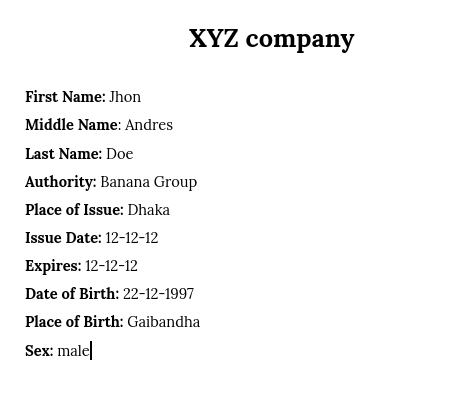 XYZ company
First Name: Jhon
Middle Name: Andres
Last Name: Doe
Authority: Banana Group
Place of Issue: Dhaka
Issue Date: 12-12-12
Expires: 12-12-12
Date of Birth: 22-12-1997
Place of Birth: Gaibandha
Sex: male